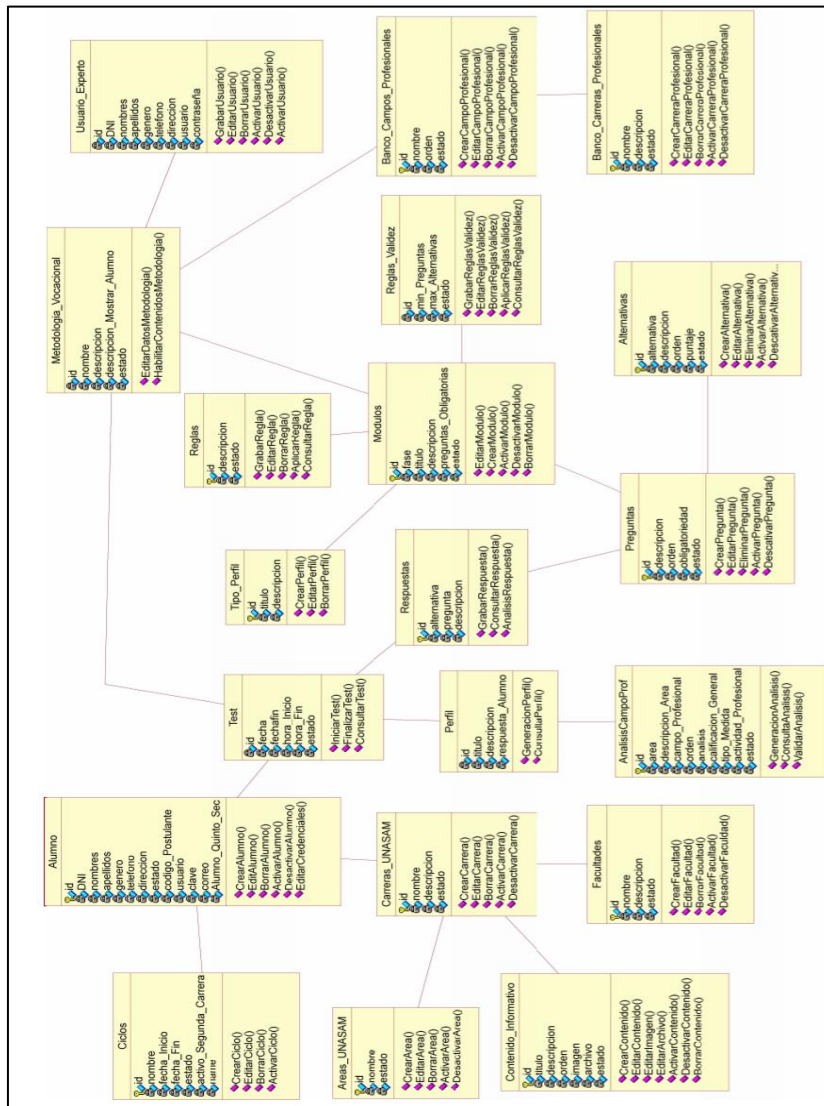 Ciclos
id
nombre
fecha_Inicio
fecha_Fin
estado
activo_Segunda_Carrera
CrearCiclo()
EditarCiclo()
BorrarCiclo()
ActivarCiclo()
Alumno
id
DNI
nombres
apellidos
genero
telefono
direccion
estado
codigo_Postulante
usuario
clave
correo
Alumno_Quinto_Sec
CrearAlumno()
EditAlumno()
BorrarAlumno()
ActivarAlumno()
DesactivarAlumno()
EditarCredenciales()
Test
id
fecha
fechafin
hora_Inicio
hora_Fin
estado
IniciarTest()
FinalizarTest()
ConsultarTest()
Tipo_Perfil
id
titulo
descripcion
CrearPerfil()
EditarPerfil()
BorrarPerfil()
Reglas
id
descripcion
estado
GrabarRegla()
EditarRegla()
BorrarRegla()
AplicarRegla()
ConsultarRegla()
Metodologia_Vocacional
id
nombre
descripcion
descripcion_Mostrar_Alumno
estado
EditarDatosMetodologia()
HabilitarContenidosMetodologia()
Usuario_Experto
id
DNI
nombres
apellidos
genero
telefono
direccion
usuario
contraseña
GrabarUsuario()
EditarUsuario()
BorrarUsuario()
ActivarUsuario()
DesactivarUsuario()
ActivarUsuario()
Areas_UNASAM
id
nombre
estado
CrearArea()
EditarArea()
BorrarArea()
ActivarArea()
DesactivarArea()
Carreras_UNASAM
id
nombre
descripcion
estado
CrearCarrera()
EditarCarrera()
BorrarCarrera()
ActivarCarrera()
DesactivarCarrera()
Perfil
id
titulo
descripcion
respuesta_Alumno
GeneracionPerfil()
ConsultaPerfil()
Respuestas
id
alternativa
pregunta
descripcion
GrabarRespuesta()
ConsultarRespuesta()
AnalisisRespuesta()
Modulos
id
fase
titulo
descripcion
preguntas_Obligatorias
estado
EditarModulo()
CrearModulo()
ActivarModulo()
DesactivarModulo()
BorrarModulo()
Reglas_Validez
id
min_Preguntas
max_Alternativas
estado
GrabarReglasValidez()
EditarReglasValidez()
BorrarReglasValidez()
AplicarReglasValidez()
ConsultarReglasValidez()
Banco_Campos_Profesionales
id
nombre
orden
estado
CrearCampoProfesional()
EditarCampoProfesional()
BorrarCampoProfesional()
ActivarCampoProfesional()
DesactivarCampoProfesional()
Contenido_Informativo
id
titulo
descripcion
orden
imagen
archivo
estado
CrearContenido()
EditarContenido()
EditarImagen()
EditarArchivo()
ActivarContenido()
DesactivarContenido()
BorrarContenido()
Facultades
id
nombre
descripcion
estado
CrearFacultad()
EditarFacultad()
BorrarFacultad()
ActivarFacultad()
DesactivarFaculdad()
AnalisisCampoProf
id
area
descripcion_Area
campo_Profesional
orden
analisis
calificacion_General
tipo_Medida
actividad_Profesional
estado
GeneracionAnalisis()
ConsultaAnalisis()
ValidarAnalisis()
Preguntas
id
descripcion
orden
obligatoriedad
estado
CrearPregunta()
EditarPregunta()
EliminarPregunta()
ActivarPregunta()
DescativarPregunta()
Alternativas
id
alternativa
descripcion
orden
puntaje
estado
CrearAlternativa()
EditarAlternativa()
EliminarAlternativa()
ActivarAlternativa()
DescativarAlternativ...
Banco_Carreras_Profesionales
id
nombre
descripcion
estado
CrearCarreraProfesional()
EditarCarreraProfesional()
BorrarCarreraProfesional()
ActivarCarreraProfesional()
DesactivarCarreraProfesional()